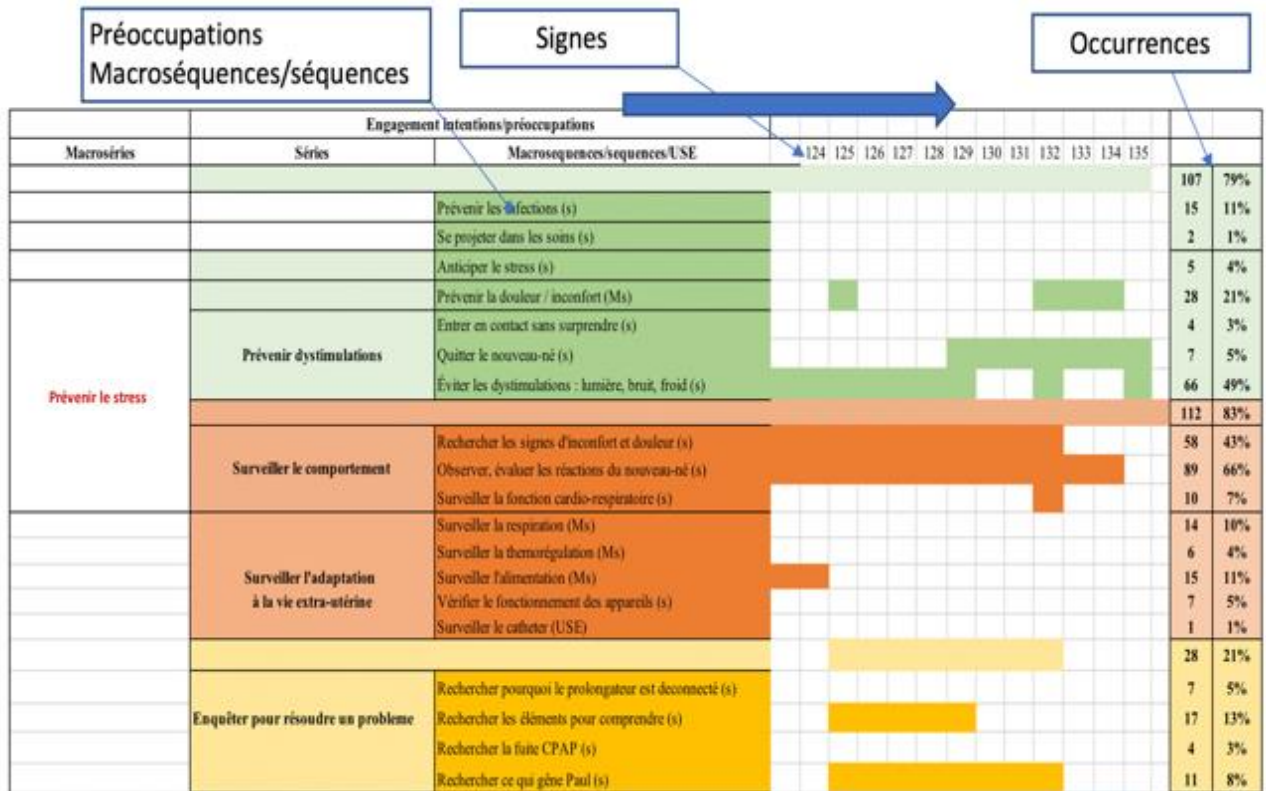 Préoccupations
Macroséquences/séquences
Signes
Occurrences
Engagement intentions/préoccupations
Macroséries Séries Macrosequences/sequences/USE 124 125 126 127 128 129 130 131 132 133 134 135
107 79%
Prévenir les infections (s) 15 11%
Se projeter dans les soins (s) 2 1%
Anticiper le stress (s) 5 4%
Prévenir la douleur / inconfort (Ms) 28 21%
Entrer en contact sans surprendre (s) 4 3%
Prévenir dystimulations Quitter le nouveau-né (s) 7 5%
Éviter les dystimulations : lumière, bruit, froid (s) 66 49%
Prévenir le stress
112 83%
Rechercher les signes d'inconfort et douleur (s) 58 43%
Surveiller le comportement Observer, évaluer les réactions du nouveau-né (s) 89 66%
Surveiller la fonction cardio-respiratoire (s) 10 7%
Surveiller la respiration (Ms) 14 10%
Surveiller la themorégulation (Ms) 6 4%
Surveiller l'adaptation Surveiller l'alimentation (Ms) 15 11%
à la vie extra-utérine Vérifier le fonctionnement des appareils (s) 7 5%
Surveiller le catheter (USE) 1 1%
28 21%
Rechercher pourquoi le prolongateur est deconnecté (s) 7 5%
Enquêter pour résoudre un probleme Rechercher les éléments pour comprendre (s) 17 13%
Rechercher la fuite CPAP (s) 4 3%
Rechercher ce qui gêne Paul (s) 11 8%